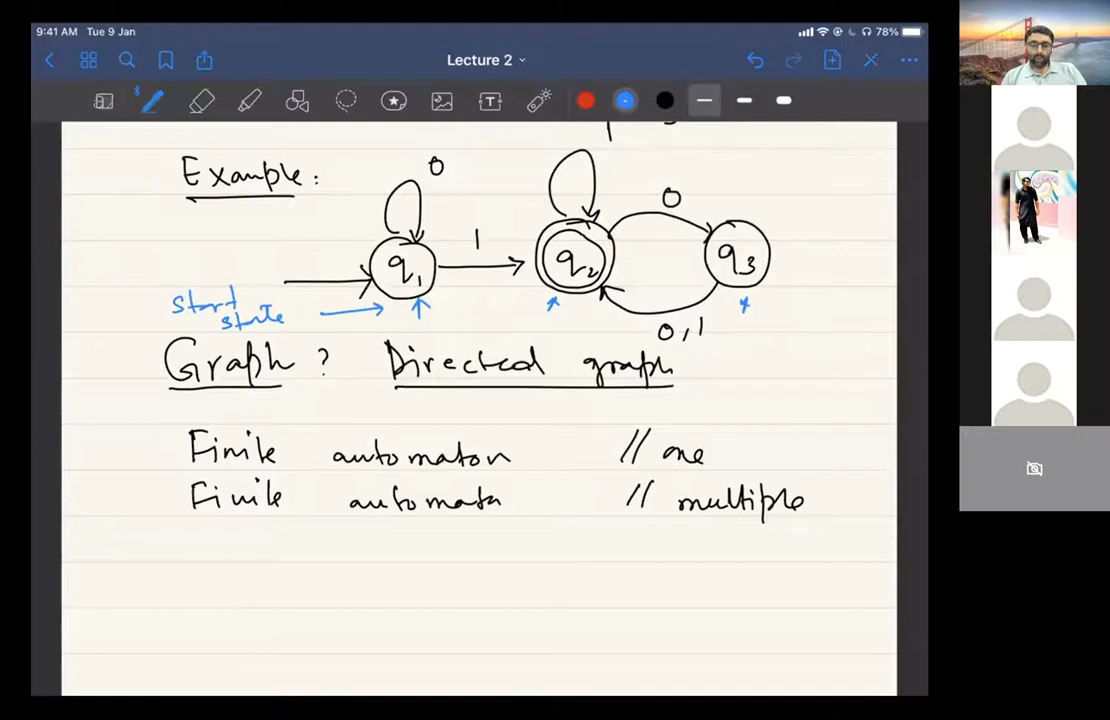 9:41 AM Tue 9 Jan
78%
Lecture 2
T
Example:
0
1
0
q1
q2
q3
start
state
0,1
Graph ? Directed graph
Finite automaton // one
Finite automata // multiple